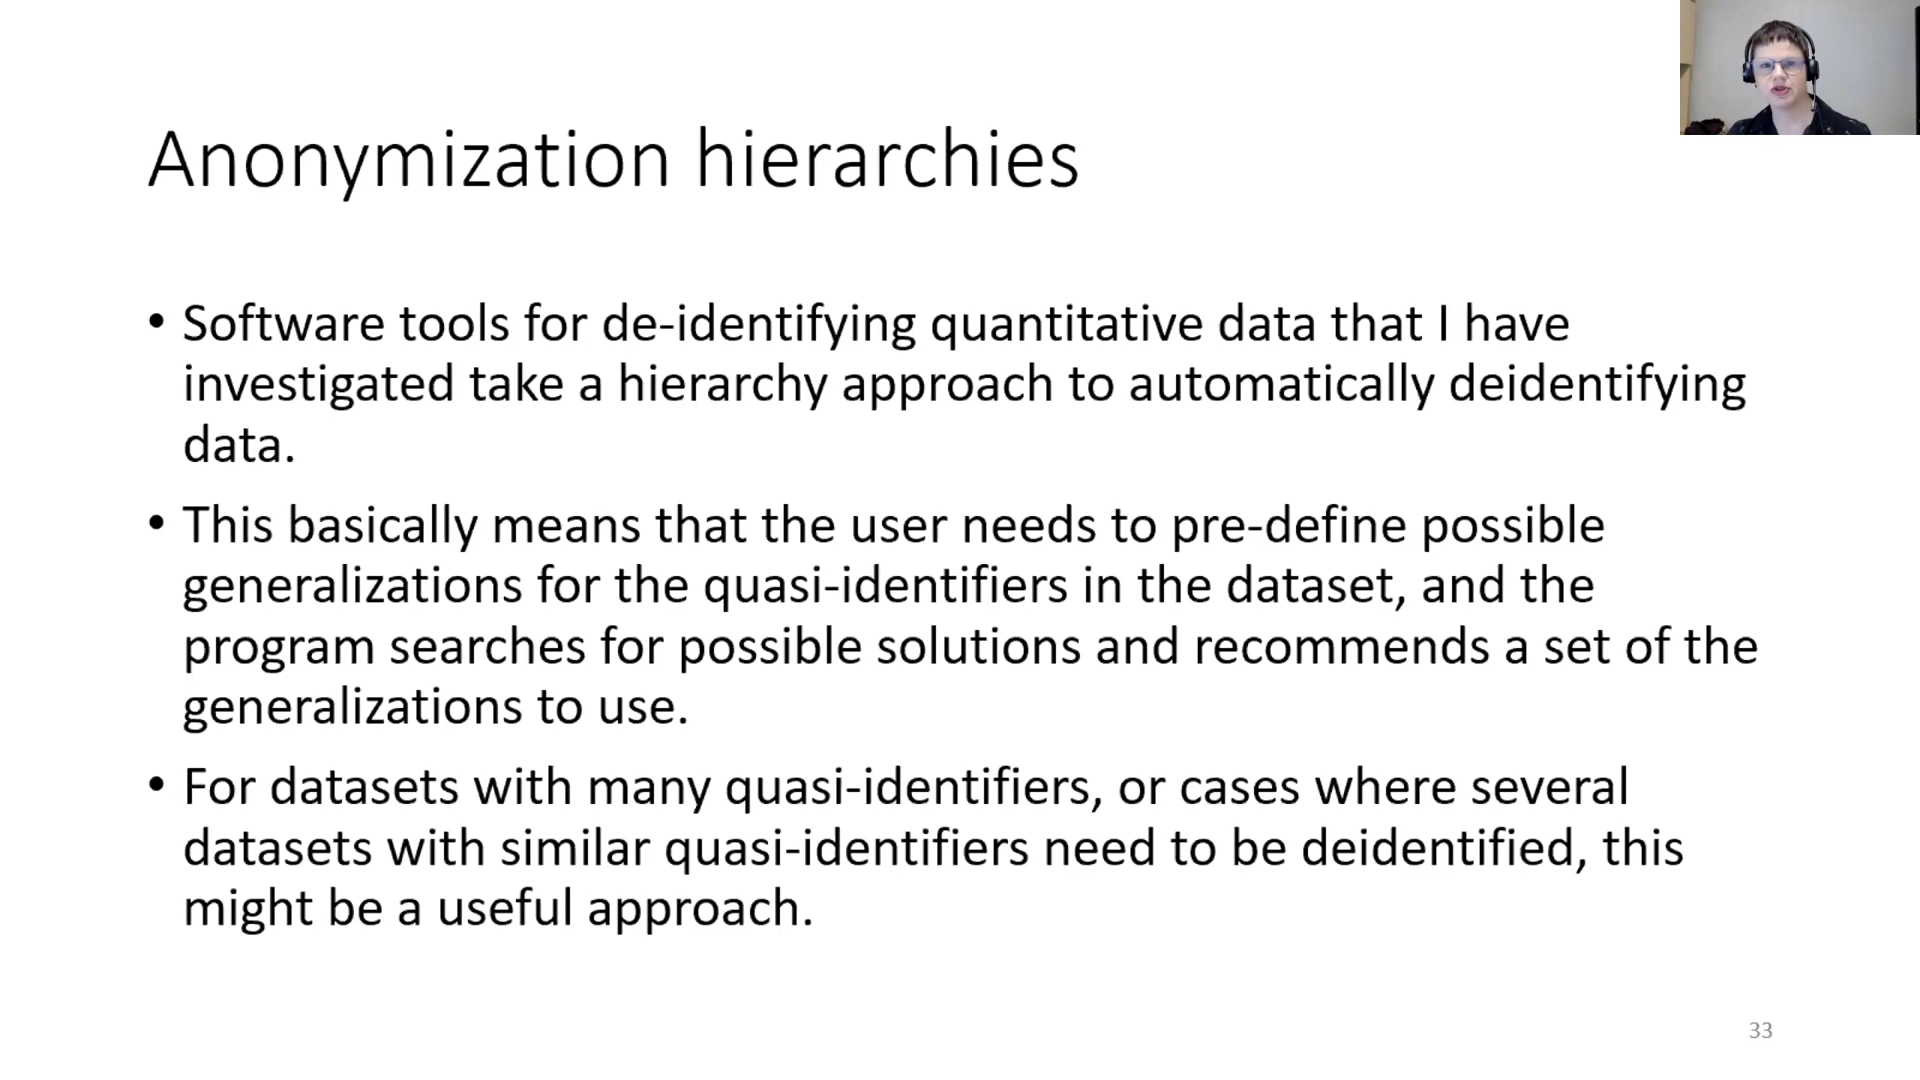 Anonymization hierarchies
• Software tools for de-identifying quantitative data that I have
investigated take a hierarchy approach to automatically deidentifying
data.
• This basically means that the user needs to pre-define possible
generalizations for the quasi-identifiers in the dataset, and the
program searches for possible solutions and recommends a set of the
generalizations to use.
• For datasets with many quasi-identifiers, or cases where several
datasets with similar quasi-identifiers need to be deidentified, this
might be a useful approach.
33